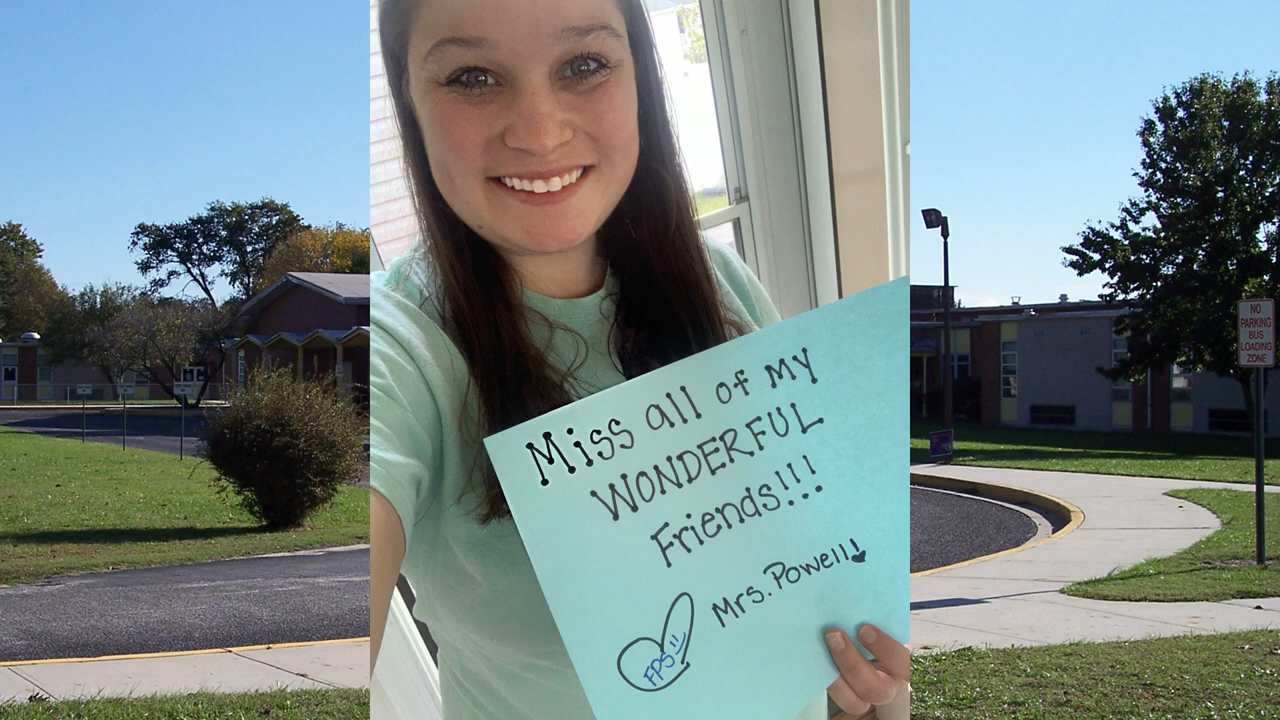 Miss all of my
WONDERFUL
Friends!!!
Mrs. Powell!
FPS!!
NO
PARKING
BUS
LOADING
ZONE